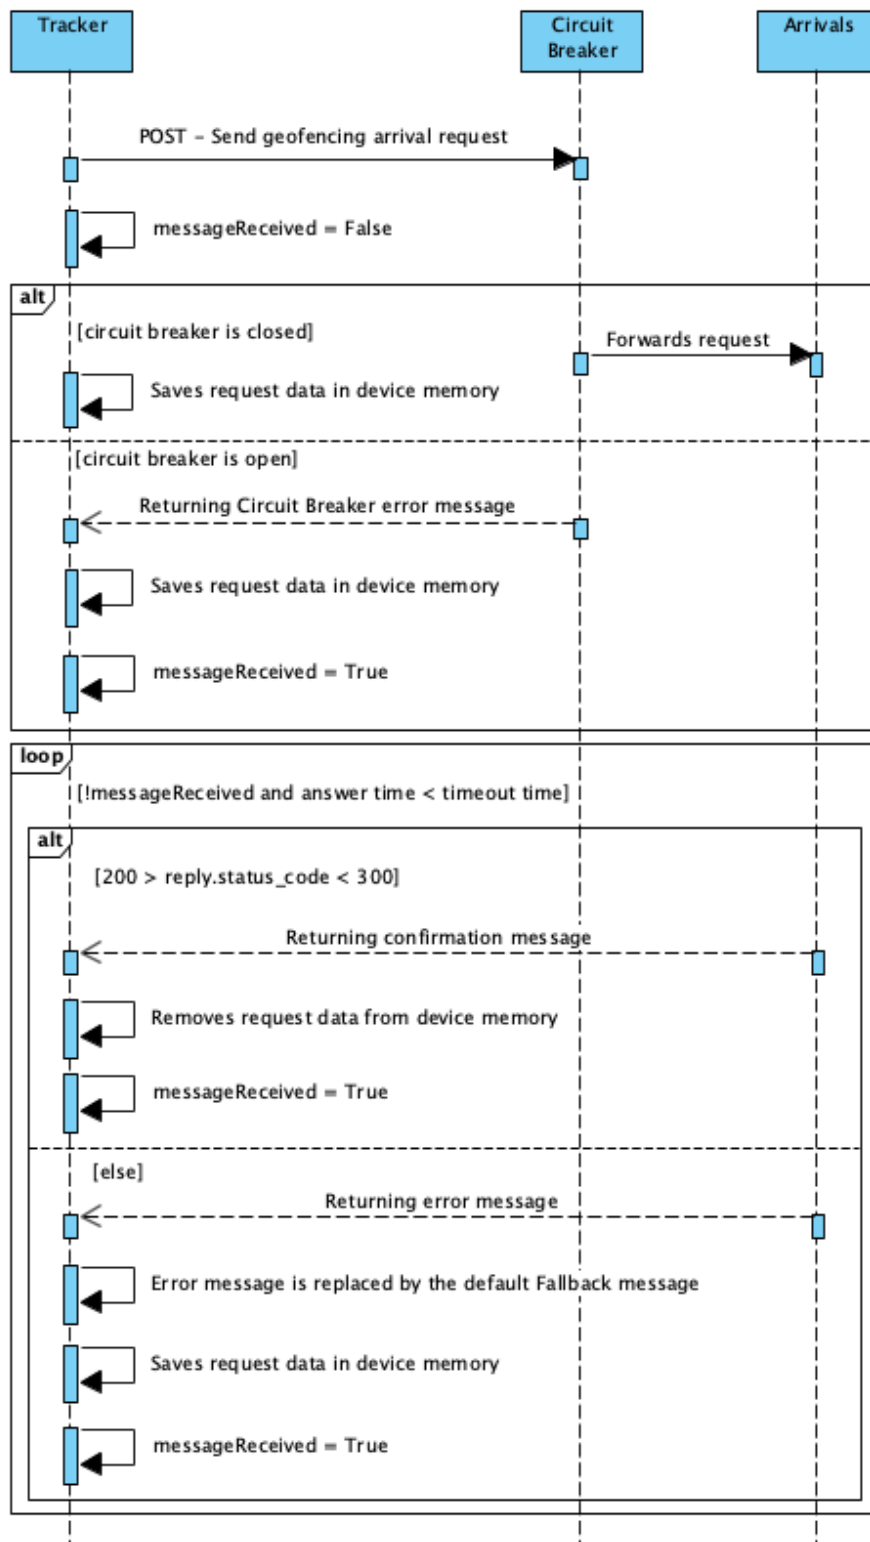 Tracker
Circuit
Breaker
Arrivals
POST - Send geofencing arrival request
messageReceived = False
alt
[circuit breaker is closed]
Forwards request
Saves request data in device memory
[circuit breaker is open]
Returning Circuit Breaker error message
Saves request data in device memory
messageReceived = True
loop
[!messageReceived and answer time < timeout time]
alt
[200 > reply.status_code < 300]
Returning confirmation message
Removes request data from device memory
messageReceived = True
[else]
Returning error message
Error message is replaced by the default Fallback message
Saves request data in device memory
messageReceived = True